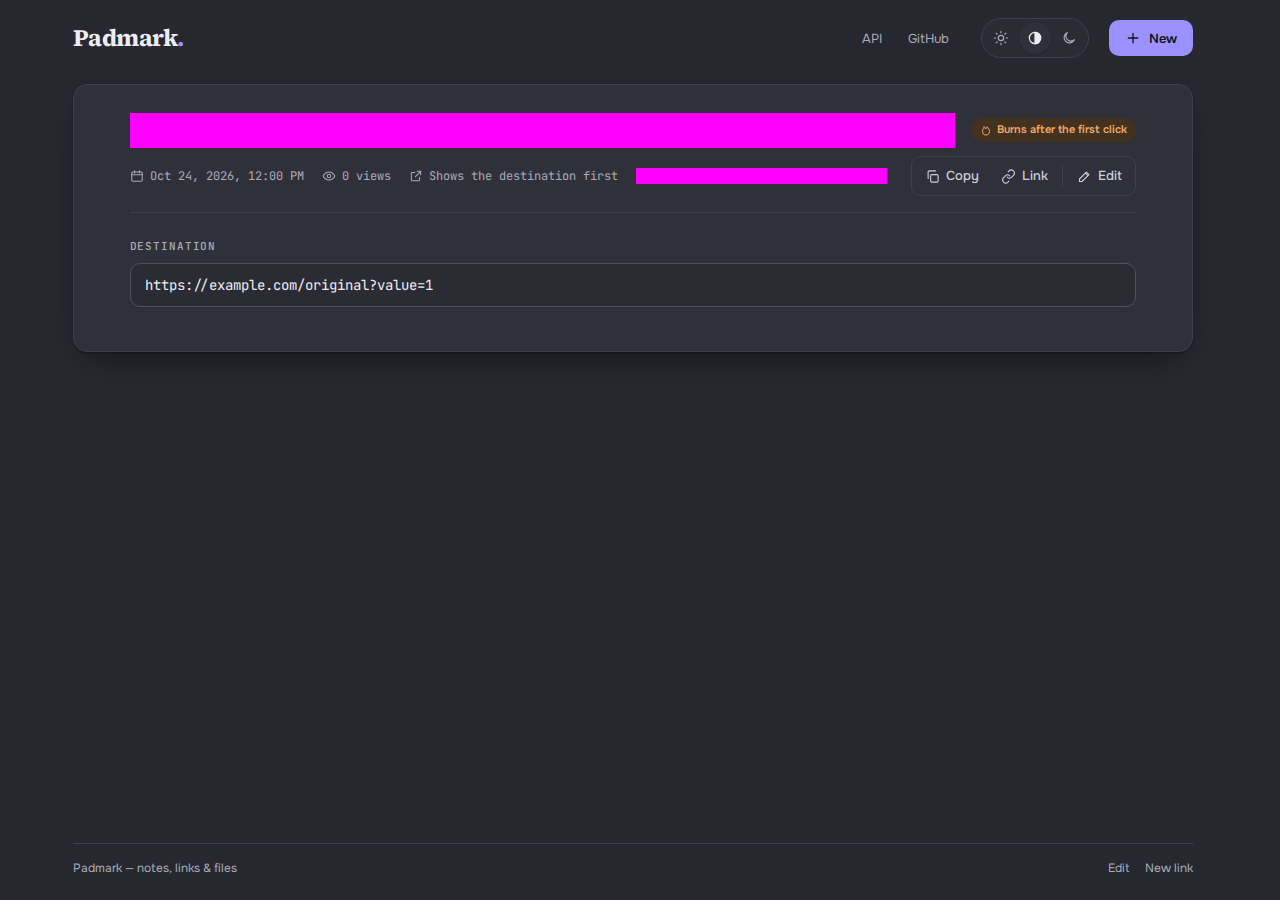 Padmark.
API
GitHub
New
Burns after the first click
Oct 24, 2026, 12:00 PM
0 views
Shows the destination first
Copy
Link
Edit
DESTINATION
https://example.com/original?value=1
Padmark — notes, links & files
Edit
New link